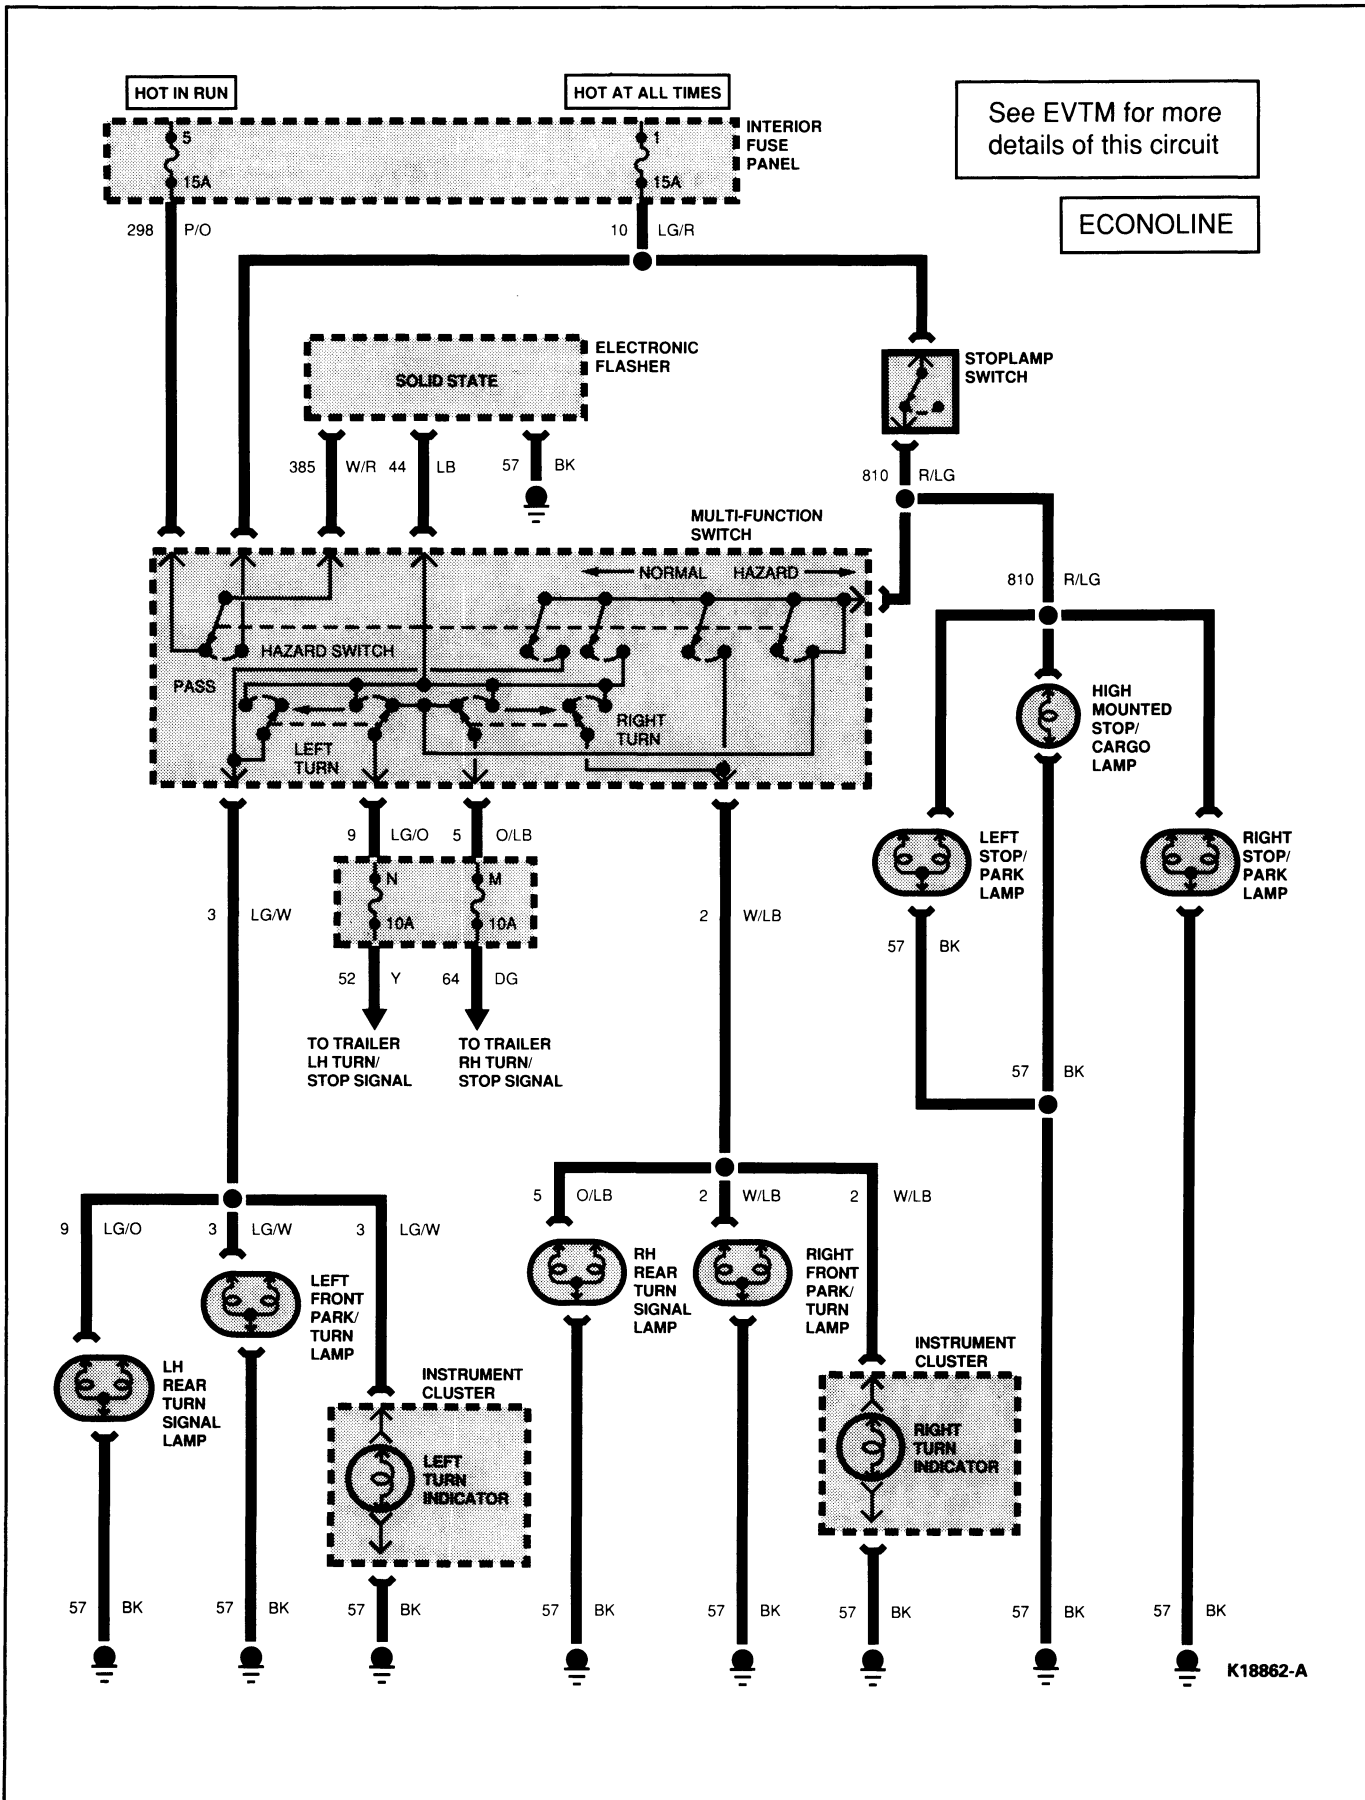 HOT IN RUN
HOT AT ALL TIMES
See EVTM for more
details of this circuit
ECONOLINE
INTERIOR
FUSE
PANEL
5
15A
1
15A
298 P/O
10 LG/R
ELECTRONIC
FLASHER
SOLID STATE
STOPLAMP
SWITCH
385 W/R
44 LB
57 BK
810 R/LG
MULTI-FUNCTION
SWITCH
NORMAL HAZARD
810 R/LG
HAZARD SWITCH
PASS
LEFT
TURN
RIGHT
TURN
HIGH
MOUNTED
STOP/
CARGO
LAMP
9 LG/O
5 O/LB
N
10A
M
10A
LEFT
STOP/
PARK
LAMP
RIGHT
STOP/
PARK
LAMP
3 LG/W
2 W/LB
57 BK
52 Y
64 DG
TO TRAILER
LH TURN/
STOP SIGNAL
TO TRAILER
RH TURN/
STOP SIGNAL
57 BK
9 LG/O
3 LG/W
3 LG/W
5 O/LB
2 W/LB
2 W/LB
LEFT
FRONT
PARK/
TURN
LAMP
RH
REAR
TURN
SIGNAL
LAMP
RIGHT
FRONT
PARK/
TURN
LAMP
LH
REAR
TURN
SIGNAL
LAMP
INSTRUMENT
CLUSTER
LEFT
TURN
INDICATOR
INSTRUMENT
CLUSTER
RIGHT
TURN
INDICATOR
57 BK
57 BK
57 BK
57 BK
57 BK
57 BK
57 BK
57 BK
K18862-A